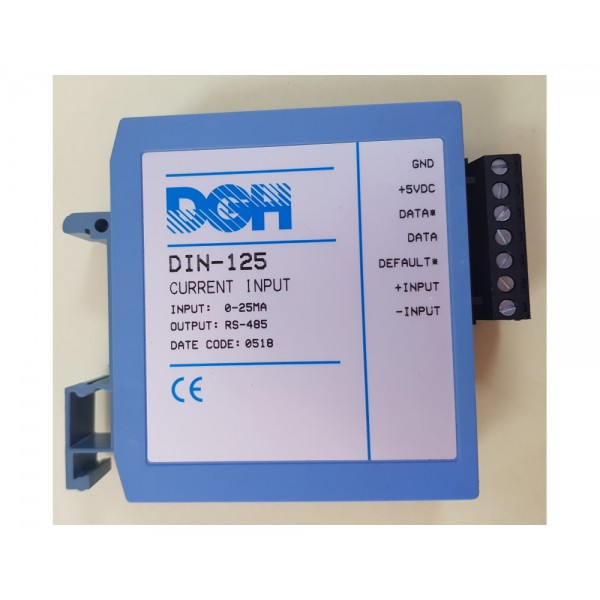 DGH
DIN-125
CURRENT INPUT
INPUT: 0-25MA
OUTPUT: RS-485
DATE CODE: 0518
CE
GND
+5VDC
DATA*
DATA
DEFAULT*
+INPUT
-INPUT